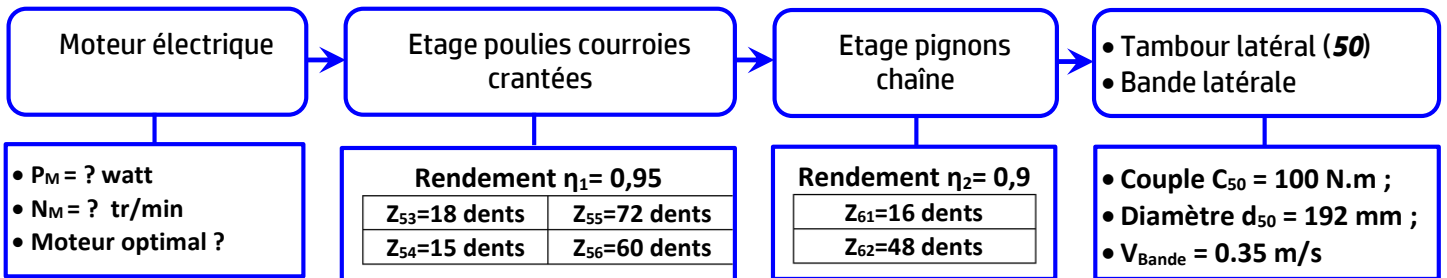 Moteur électrique
Etage poulies courroies
crantées
Etage pignons
chaîne
• Tambour latéral (50)
• Bande latérale
• PM = ? watt
• NM = ? tr/min
• Moteur optimal ?
Rendement η1= 0,95
Z53=18 dents Z55=72 dents
Z54=15 dents Z56=60 dents
Rendement η2= 0,9
Z61=16 dents
Z62=48 dents
• Couple C50 = 100 N.m ;
• Diamètre d50 = 192 mm ;
• VBande = 0.35 m/s